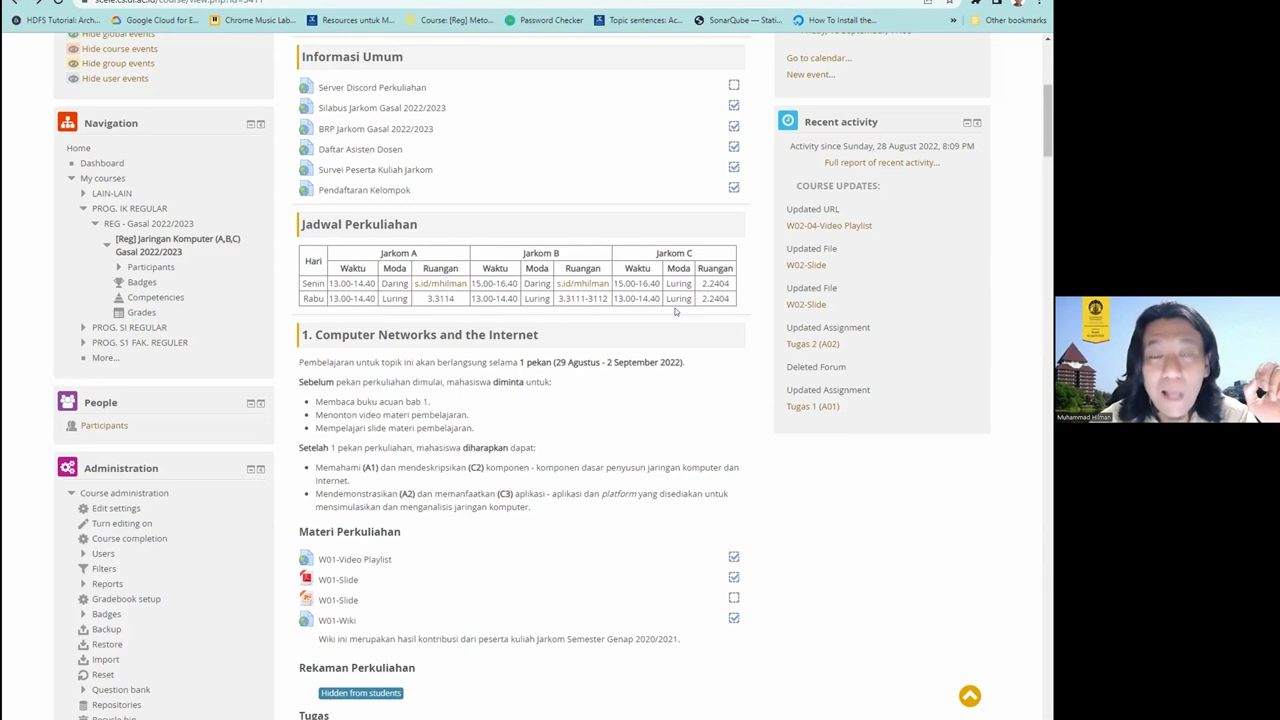 HDFS Tutorial: Arch...
Google Cloud for E...
Chrome Music Lab...
Resources untuk M...
Course: [Reg] Meto...
Password Checker
Topic sentences: Ac...
SonarQube — Stati...
How To Install the...
»
Other bookmarks
Hide global events
Hide course events
Hide group events
Hide user events
Navigation
Home
Dashboard
My courses
LAIN-LAIN
PROG. IK REGULAR
REG - Gasal 2022/2023
[Reg] Jaringan Komputer (A,B,C)
Gasal 2022/2023
Participants
Badges
Competencies
Grades
PROG. SI REGULAR
PROG. S1 FAK. REGULER
More...
People
Participants
Administration
Course administration
Edit settings
Turn editing on
Course completion
Users
Filters
Reports
Gradebook setup
Badges
Backup
Restore
Import
Reset
Question bank
Repositories
Recycle bin
Informasi Umum
Server Discord Perkuliahan
Silabus Jarkom Gasal 2022/2023
BRP Jarkom Gasal 2022/2023
Daftar Asisten Dosen
Survei Peserta Kuliah Jarkom
Pendaftaran Kelompok
Jadwal Perkuliahan
Hari Jarkom A Jarkom B Jarkom C
Waktu Moda Ruangan Waktu Moda Ruangan Waktu Moda Ruangan
Senin 13.00-14.40 Daring s.id/mhilman 15.00-16.40 Daring s.id/mhilman 15.00-16.40 Luring 2.2404
Rabu 13.00-14.40 Luring 3.3114 13.00-14.40 Luring 3.3111-3112 13.00-14.40 Luring 2.2404
1. Computer Networks and the Internet
Pembelajaran untuk topik ini akan berlangsung selama 1 pekan (29 Agustus - 2 September 2022).
Sebelum pekan perkuliahan dimulai, mahasiswa diminta untuk:
Membaca buku acuan bab 1.
Menonton video materi pembelajaran.
Mempelajari slide materi pembelajaran.
Setelah 1 pekan perkuliahan, mahasiswa diharapkan dapat:
Memahami (A1) dan mendeskripsikan (C2) komponen - komponen dasar penyusun jaringan komputer dan
Internet.
Mendemonstrasikan (A2) dan memanfaatkan (C3) aplikasi - aplikasi dan platform yang disediakan untuk
mensimulasikan dan menganalisis jaringan komputer.
Materi Perkuliahan
W01-Video Playlist
W01-Slide
W01-Slide
W01-Wiki
Wiki ini merupakan hasil kontribusi dari peserta kuliah Jarkom Semester Genap 2020/2021.
Rekaman Perkuliahan
Hidden from students
Tugas
Go to calendar...
New event...
Recent activity
Activity since Sunday, 28 August 2022, 8:09 PM
Full report of recent activity...
COURSE UPDATES:
Updated URL
W02-04-Video Playlist
Updated File
W02-Slide
Updated File
W02-Slide
Updated Assignment
Tugas 2 (A02)
Deleted Forum
Updated Assignment
Tugas 1 (A01)
Muhammad Hilman